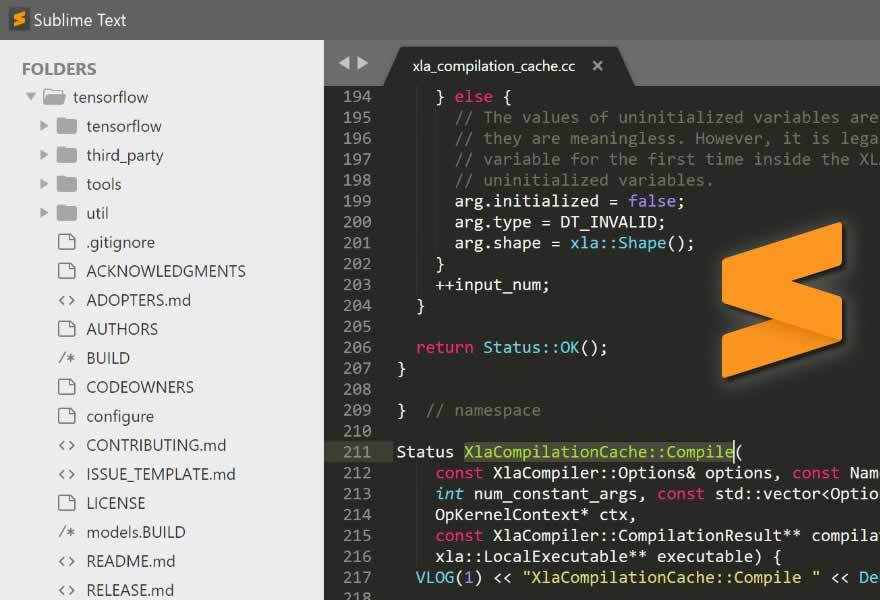 Sublime Text
FOLDERS
tensorflow
tensorflow
third_party
tools
util
.gitignore
ACKNOWLEDGMENTS
<> ADOPTERS.md
AUTHORS
/* BUILD
CODEOWNERS
configure
<> CONTRIBUTING.md
<> ISSUE_TEMPLATE.md
LICENSE
/* models.BUILD
<> README.md
<> RELEASE.md
xla_compilation_cache.cc ×
194 } else {
195 // The values of uninitialized variables are
196 // they are meaningless. However, it is lega
197 // variable for the first time inside the XL
198 // uninitialized variables.
199 arg.initialized = false;
200 arg.type = DT_INVALID;
201 arg.shape = xla::Shape();
202 }
203 ++input_num;
204 }
205
206 return Status::OK();
207 }
208
209 } // namespace
210
211 Status XlaCompilationCache::Compile(
212 const XlaCompiler::Options& options, const Nam
213 int num_constant_args, const std::vector<Optio
214 OpKernelContext* ctx,
215 const XlaCompiler::CompilationResult** compila
216 xla::LocalExecutable** executable) {
217 VLOG(1) << "XlaCompilationCache::Compile " << De
218